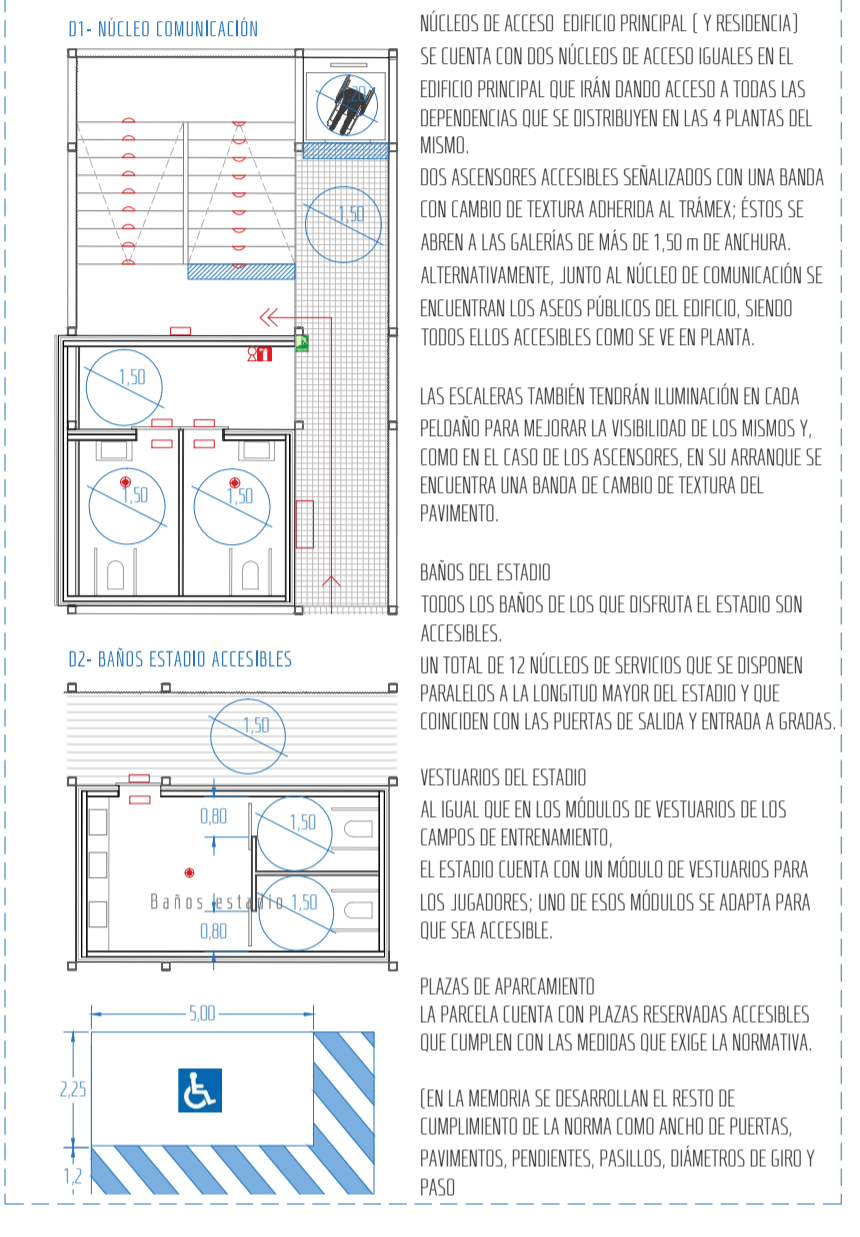 D1- NÚCLEO COMUNICACIÓN
1,20
1,50
1,50
1,50
1,50
D2- BAÑOS ESTADIO ACCESIBLES
1,50
0,80
1,50
Baños estadio
1,50
0,80
5,00
2,25
1,2
NÚCLEOS DE ACCESO EDIFICIO PRINCIPAL ( Y RESIDENCIA)
SE CUENTA CON DOS NÚCLEOS DE ACCESO IGUALES EN EL
EDIFICIO PRINCIPAL QUE IRÁN DANDO ACCESO A TODAS LAS
DEPENDENCIAS QUE SE DISTRIBUYEN EN LAS 4 PLANTAS DEL
MISMO.
DOS ASCENSORES ACCESIBLES SEÑALIZADOS CON UNA BANDA
CON CAMBIO DE TEXTURA ADHERIDA AL TRÁMEX; ÉSTOS SE
ABREN A LAS GALERÍAS DE MÁS DE 1,50 m DE ANCHURA.
ALTERNATIVAMENTE, JUNTO AL NÚCLEO DE COMUNICACIÓN SE
ENCUENTRAN LOS ASEOS PÚBLICOS DEL EDIFICIO, SIENDO
TODOS ELLOS ACCESIBLES COMO SE VE EN PLANTA.
LAS ESCALERAS TAMBIÉN TENDRÁN ILUMINACIÓN EN CADA
PELDAÑO PARA MEJORAR LA VISIBILIDAD DE LOS MISMOS Y,
COMO EN EL CASO DE LOS ASCENSORES, EN SU ARRANQUE SE
ENCUENTRA UNA BANDA DE CAMBIO DE TEXTURA DEL
PAVIMENTO.
BAÑOS DEL ESTADIO
TODOS LOS BAÑOS DE LOS QUE DISFRUTA EL ESTADIO SON
ACCESIBLES.
UN TOTAL DE 12 NÚCLEOS DE SERVICIOS QUE SE DISPONEN
PARALELOS A LA LONGITUD MAYOR DEL ESTADIO Y QUE
COINCIDEN CON LAS PUERTAS DE SALIDA Y ENTRADA A GRADAS.
VESTUARIOS DEL ESTADIO
AL IGUAL QUE EN LOS MÓDULOS DE VESTUARIOS DE LOS
CAMPOS DE ENTRENAMIENTO,
EL ESTADIO CUENTA CON UN MÓDULO DE VESTUARIOS PARA
LOS JUGADORES; UNO DE ESOS MÓDULOS SE ADAPTA PARA
QUE SEA ACCESIBLE.
PLAZAS DE APARCAMIENTO
LA PARCELA CUENTA CON PLAZAS RESERVADAS ACCESIBLES
QUE CUMPLEN CON LAS MEDIDAS QUE EXIGE LA NORMATIVA.
(EN LA MEMORIA SE DESARROLLAN EL RESTO DE
CUMPLIMIENTO DE LA NORMA COMO ANCHO DE PUERTAS,
PAVIMENTOS, PENDIENTES, PASILLOS, DIÁMETROS DE GIRO Y
PASO